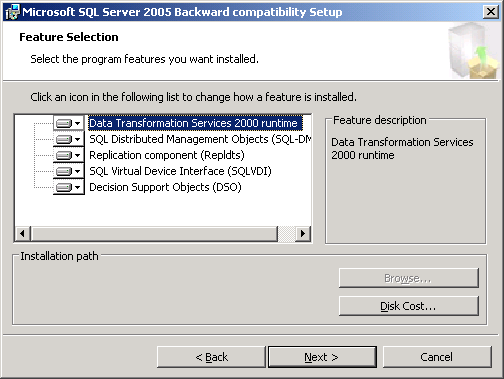 Microsoft SQL Server 2005 Backward compatibility Setup
Feature Selection
Select the program features you want installed.
Click an icon in the following list to change how a feature is installed.
Data Transformation Services 2000 runtime
SQL Distributed Management Objects (SQL-DM
Replication component (Repldts)
SQL Virtual Device Interface (SQLVDI)
Decision Support Objects (DSO)
Feature description
Data Transformation Services
2000 runtime
Installation path
Browse...
Disk Cost...
< Back
Next >
Cancel